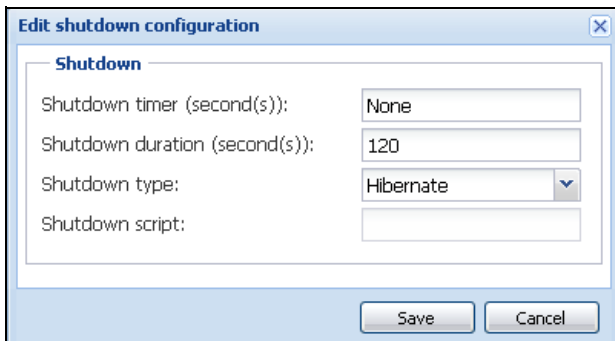 Edit shutdown configuration
Shutdown
Shutdown timer (second(s)): None
Shutdown duration (second(s)): 120
Shutdown type: Hibernate
Shutdown script:
Save Cancel